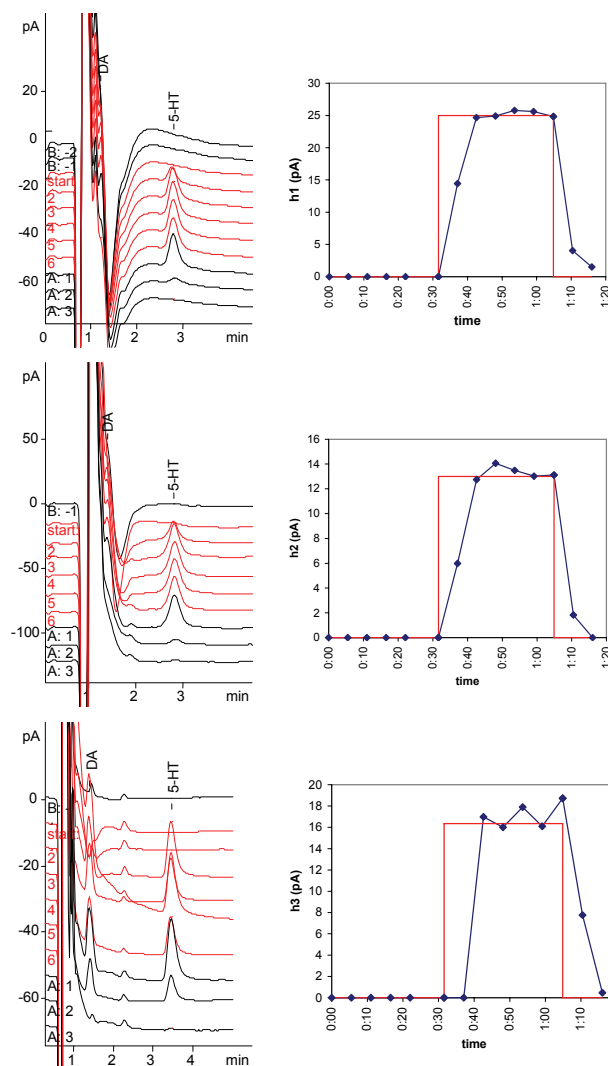 pA
DA
5-HT
20
0
-20
-40
-60
B: -2
B: -1
start
2
3
4
5
6
A: 1
A: 2
A: 3
0 1 2 3 min
30
25
20
15
10
5
0
h1 (pA)
0:00 0:10 0:20 0:30 0:40 0:50 1:00 1:10 1:20
time
pA
DA
5-HT
50
0
-50
-100
B: -1
start:
2
3
4
5
6
A: 1
A: 2
A: 3
1 2 3 min
16
14
12
10
8
6
4
2
0
h2 (pA)
0:00 0:10 0:20 0:30 0:40 0:50 1:00 1:10 1:20
time
pA
DA
5-HT
0
-20
-40
-60
B: -1
start:
2
3
4
5
6
A: 1
A: 2
A: 3
1 2 3 4 min
20
18
16
14
12
10
8
6
4
2
0
h3 (pA)
0:00 0:10 0:20 0:30 0:40 0:50 1:00 1:10
time